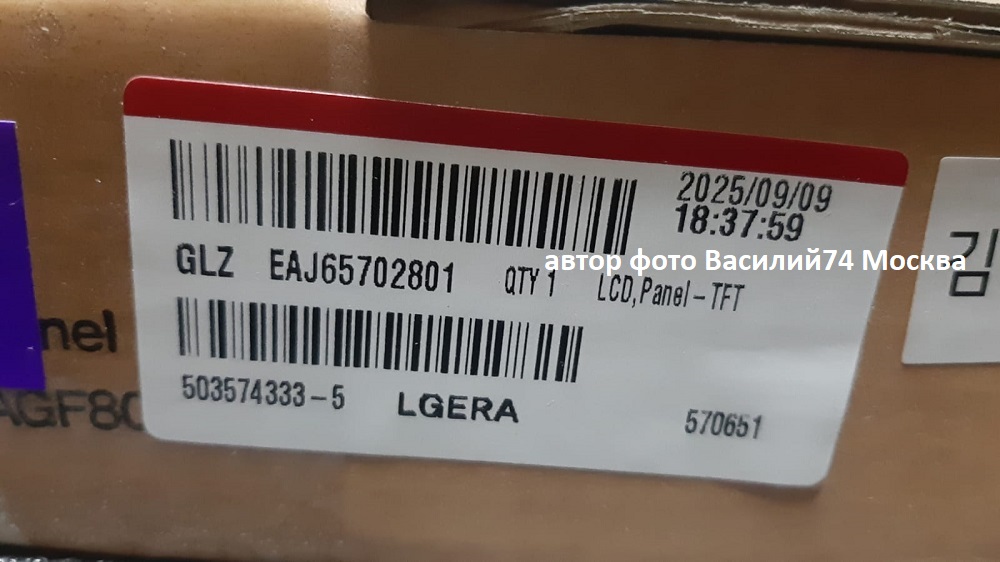 2025/09/09
18:37:59
GLZ EAJ65702801 QTY 1 LCD,Panel-TFT
автор фото Василий74 Москва
503574333-5 LGERA 570651
nel
AGF80
김